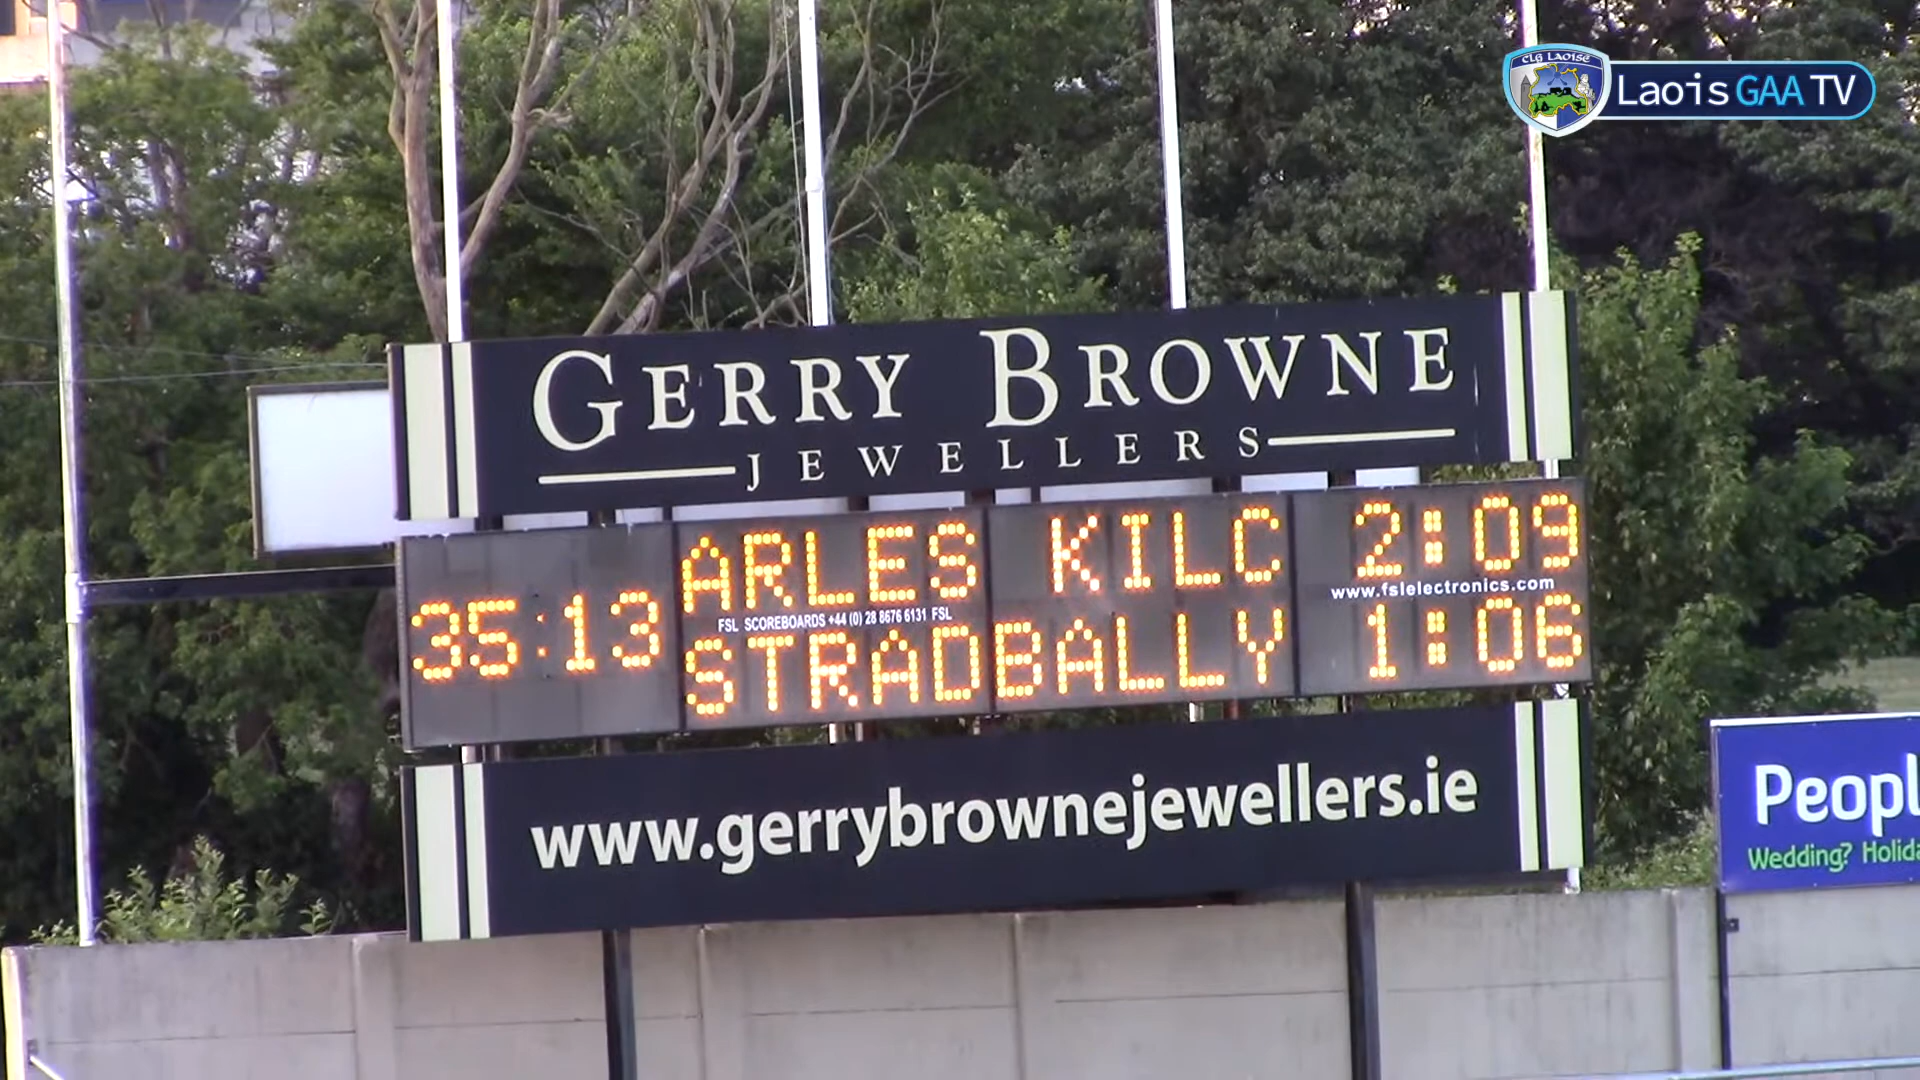 CLG LAOISE
Laois GAA TV
GERRY BROWNE
JEWELLERS
35:13
ARLES KILC 2:09
FSL SCOREBOARDS +44 (0) 28 8676 6131 FSL
www.fslelectronics.com
STRADBALLY 1:06
www.gerrybrownejewellers.ie
Peopl
Wedding? Holida